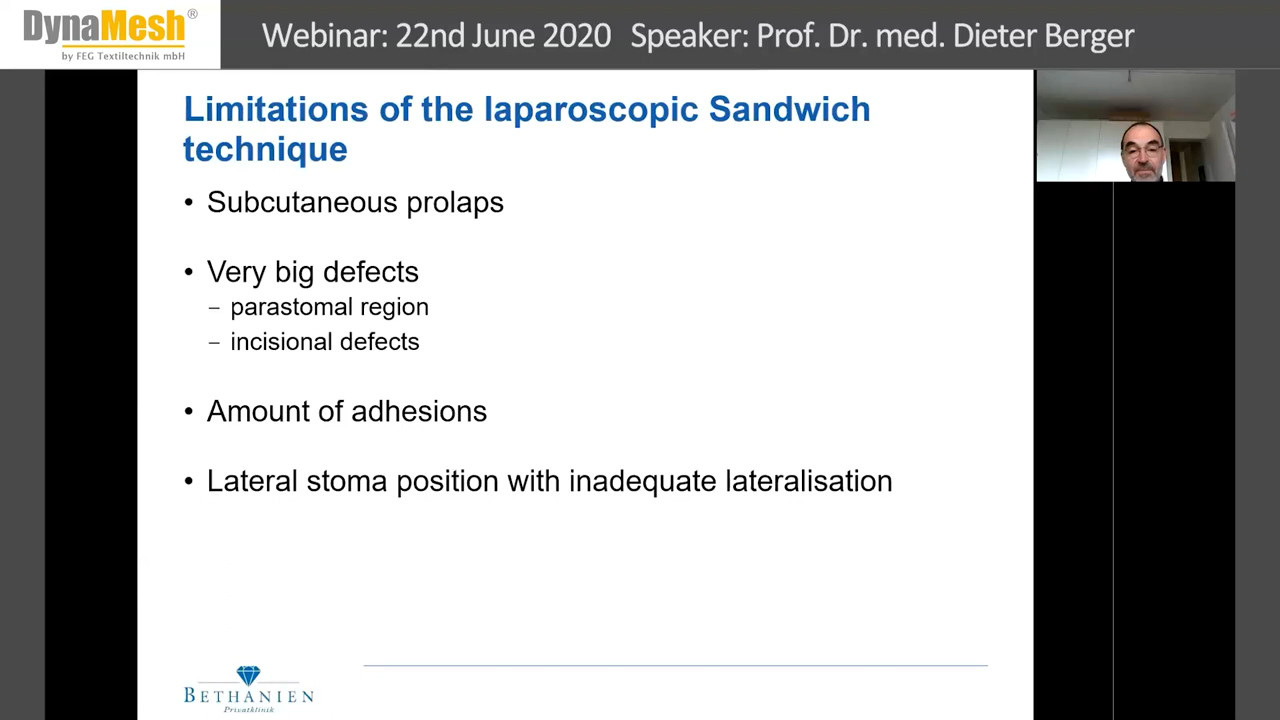 DynaMesh®
by FEG Textiltechnik mbH
Webinar: 22nd June 2020 Speaker: Prof. Dr. med. Dieter Berger
Limitations of the laparoscopic Sandwich
technique
• Subcutaneous prolaps
• Very big defects
– parastomal region
– incisional defects
• Amount of adhesions
• Lateral stoma position with inadequate lateralisation
BETHANIEN
Privatklinik